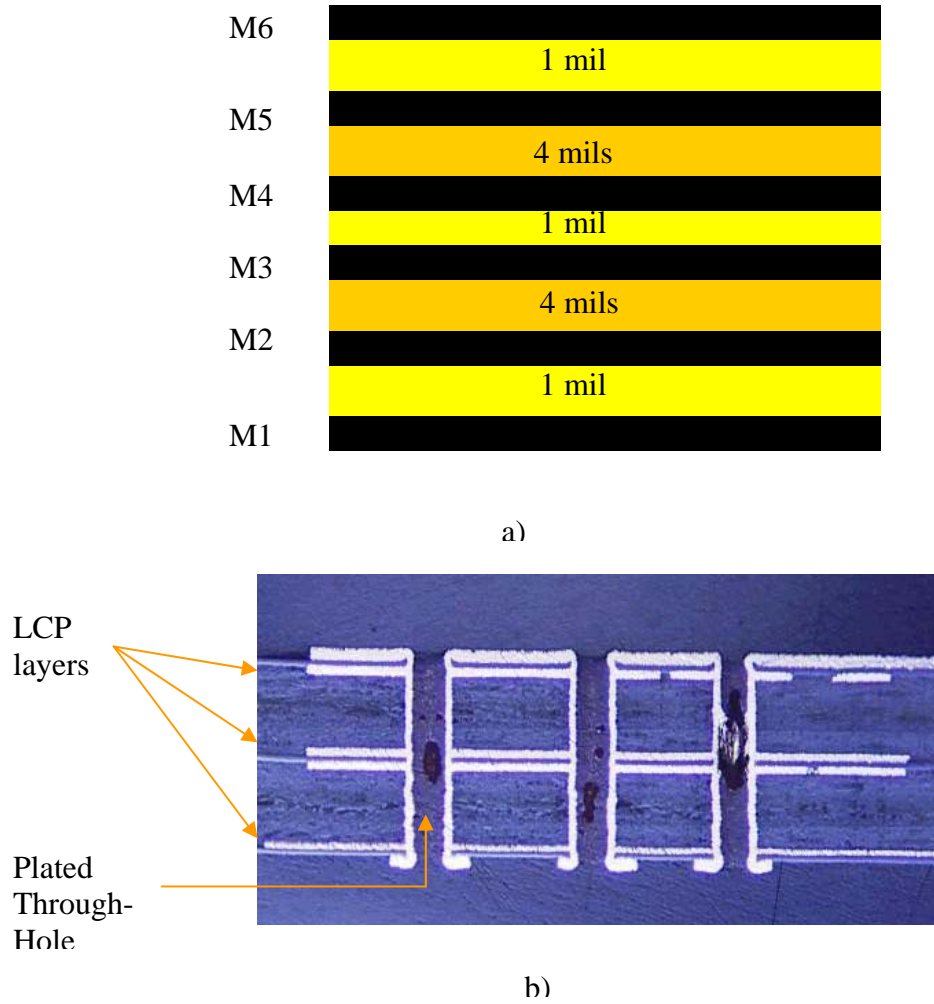 M6
1 mil
M5
4 mils
M4
1 mil
M3
4 mils
M2
1 mil
M1
a)
LCP
layers
Plated
Through-
Hole
b)